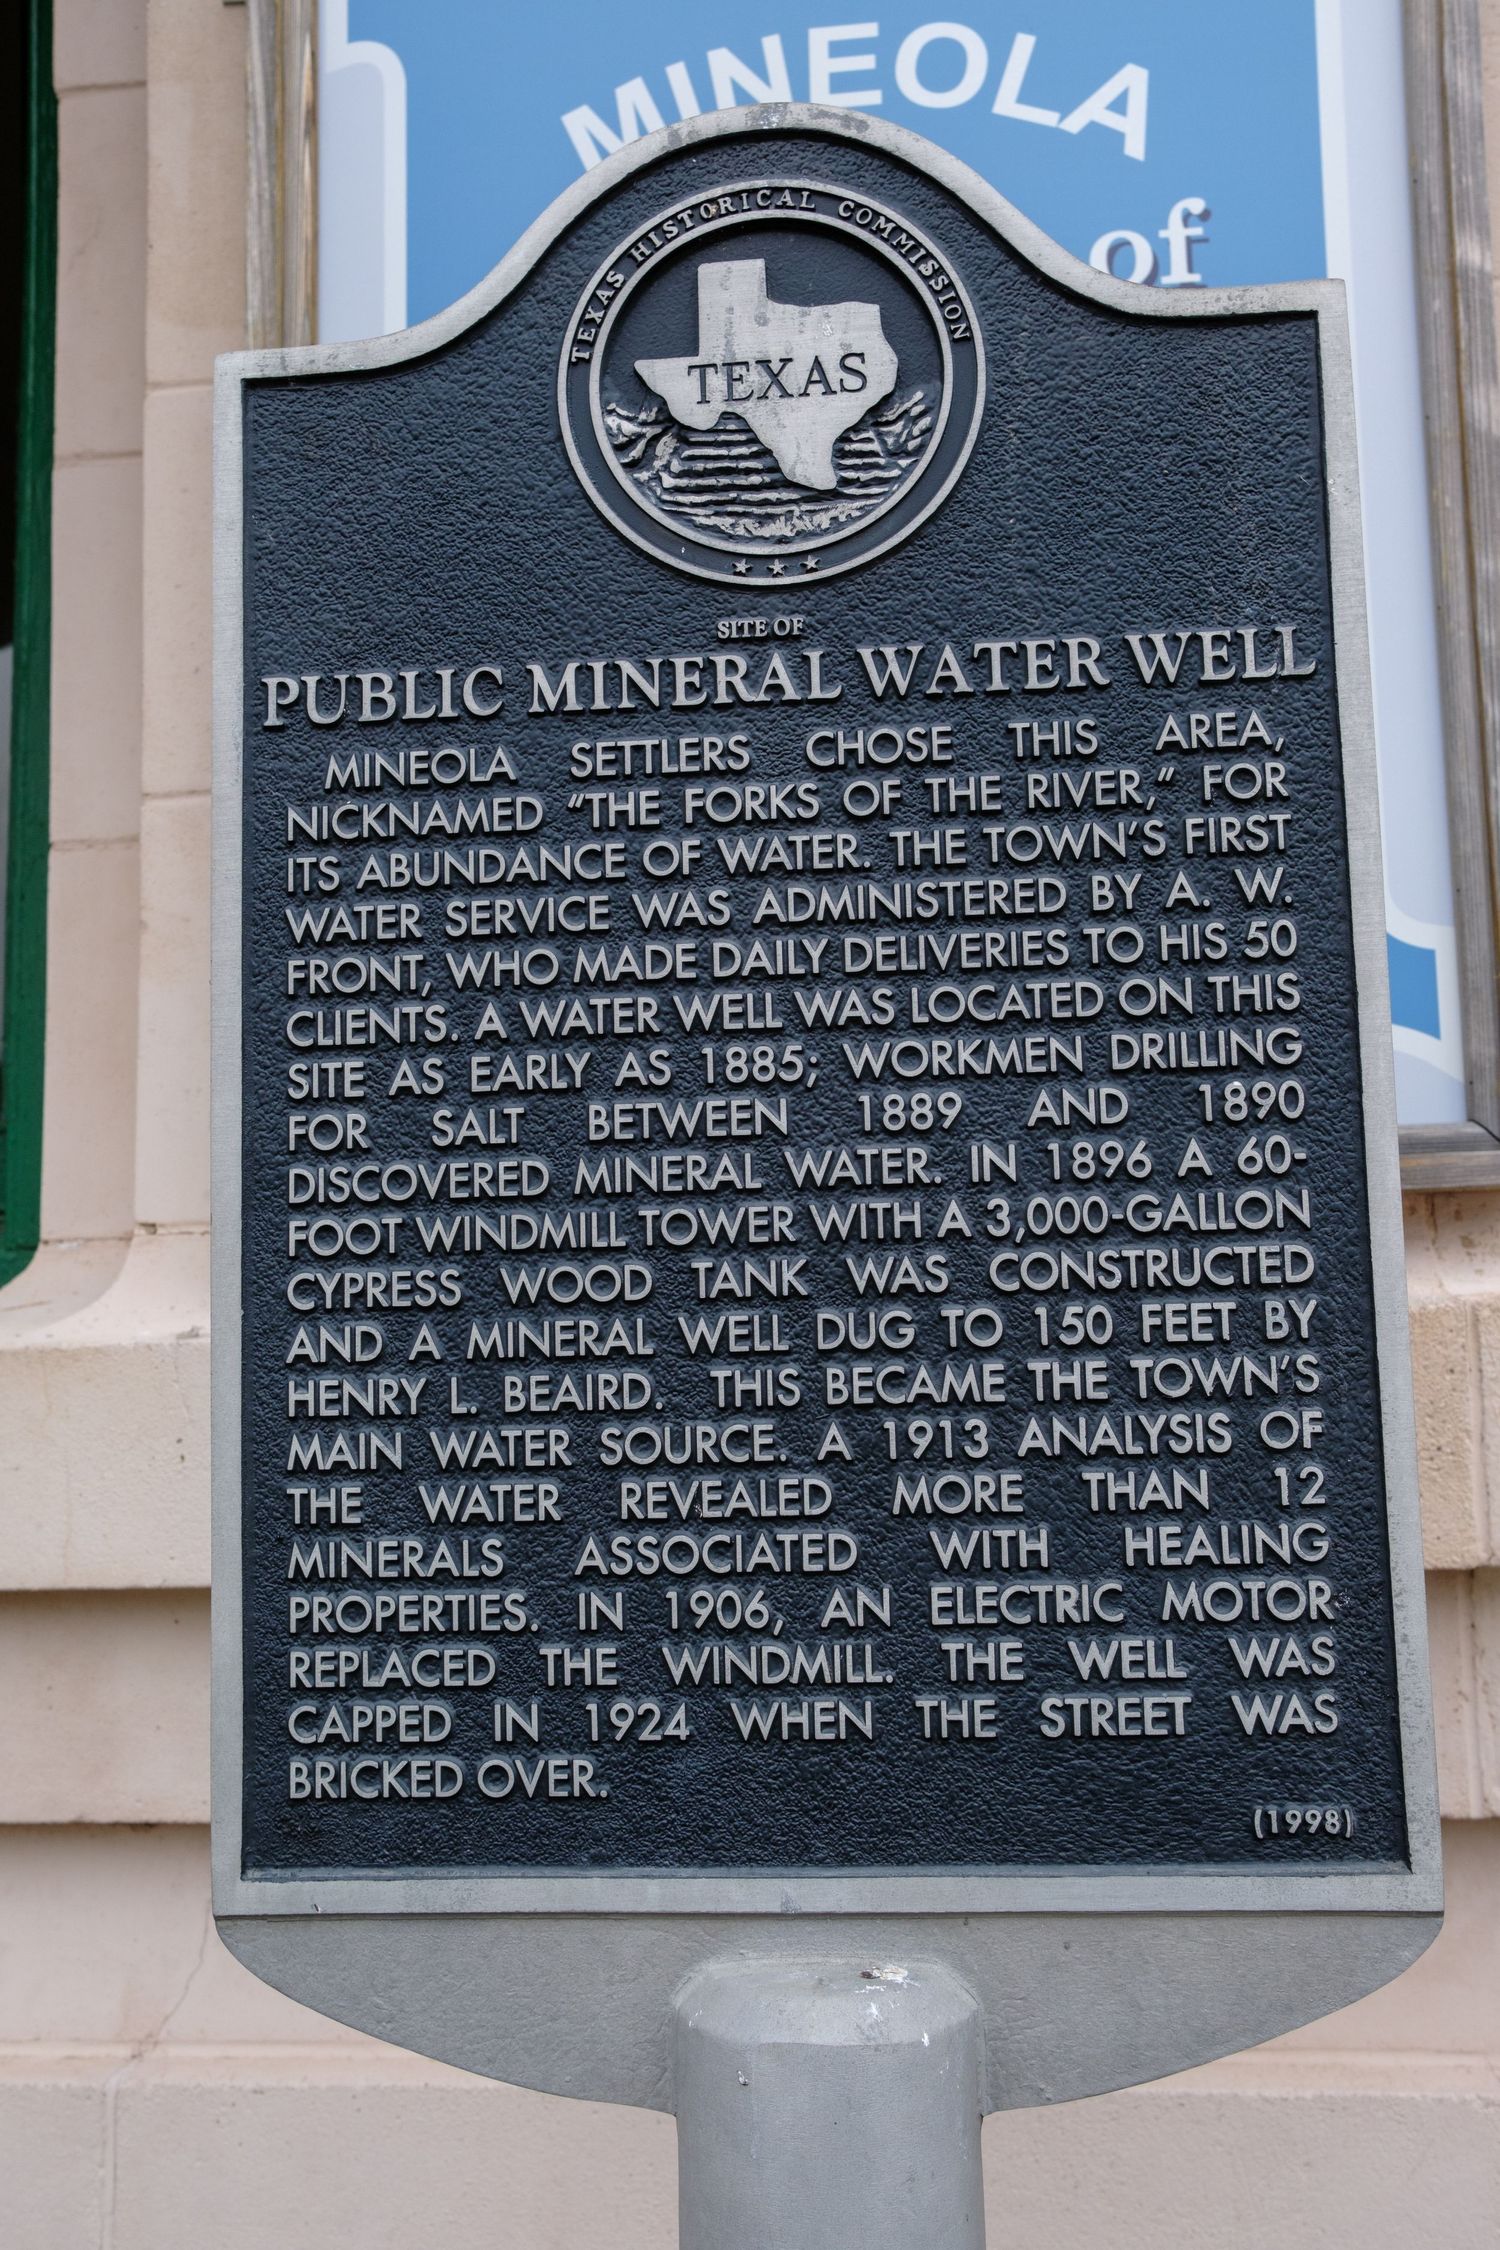 MINEOLA
of
TEXAS HISTORICAL COMMISSION
TEXAS
SITE OF
PUBLIC MINERAL WATER WELL
MINEOLA SETTLERS CHOSE THIS AREA,
NICKNAMED "THE FORKS OF THE RIVER," FOR
ITS ABUNDANCE OF WATER. THE TOWN'S FIRST
WATER SERVICE WAS ADMINISTERED BY A. W.
FRONT, WHO MADE DAILY DELIVERIES TO HIS 50
CLIENTS. A WATER WELL WAS LOCATED ON THIS
SITE AS EARLY AS 1885; WORKMEN DRILLING
FOR SALT BETWEEN 1889 AND 1890
DISCOVERED MINERAL WATER. IN 1896 A 60-
FOOT WINDMILL TOWER WITH A 3,000-GALLON
CYPRESS WOOD TANK WAS CONSTRUCTED
AND A MINERAL WELL DUG TO 150 FEET BY
HENRY L. BEAIRD. THIS BECAME THE TOWN'S
MAIN WATER SOURCE. A 1913 ANALYSIS OF
THE WATER REVEALED MORE THAN 12
MINERALS ASSOCIATED WITH HEALING
PROPERTIES. IN 1906, AN ELECTRIC MOTOR
REPLACED THE WINDMILL. THE WELL WAS
CAPPED IN 1924 WHEN THE STREET WAS
BRICKED OVER.
(1998)